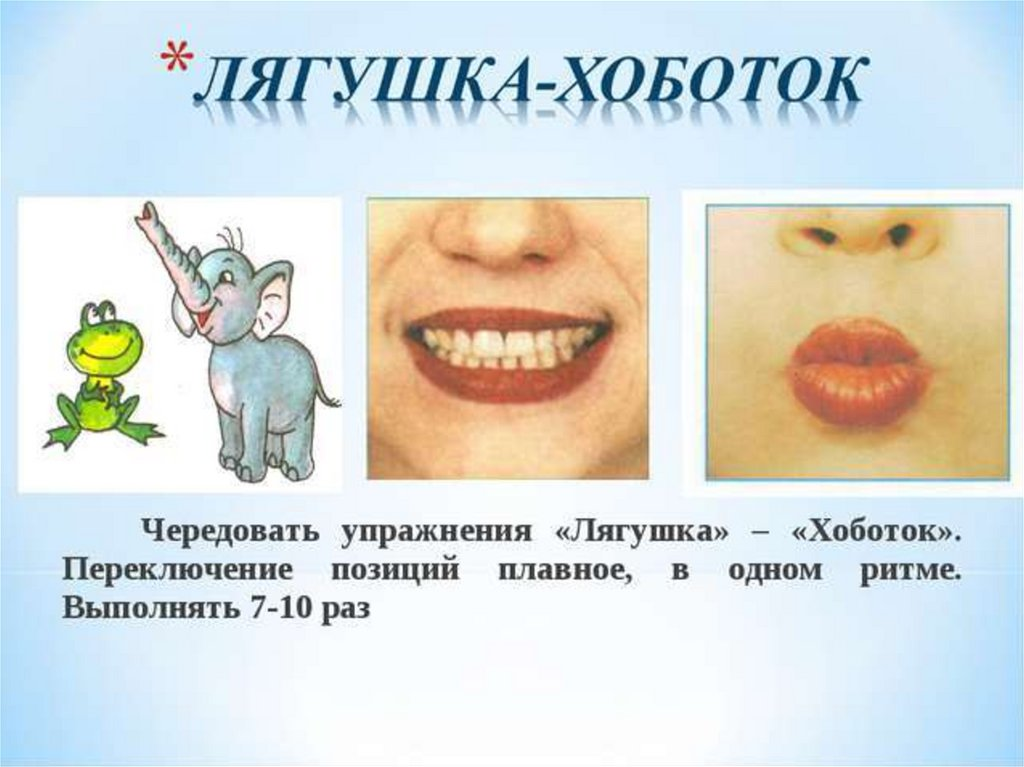 *ЛЯГУШКА-ХОБОТОК
Чередовать упражнения «Лягушка» – «Хоботок».
Переключение позиций плавное, в одном ритме.
Выполнять 7-10 раз